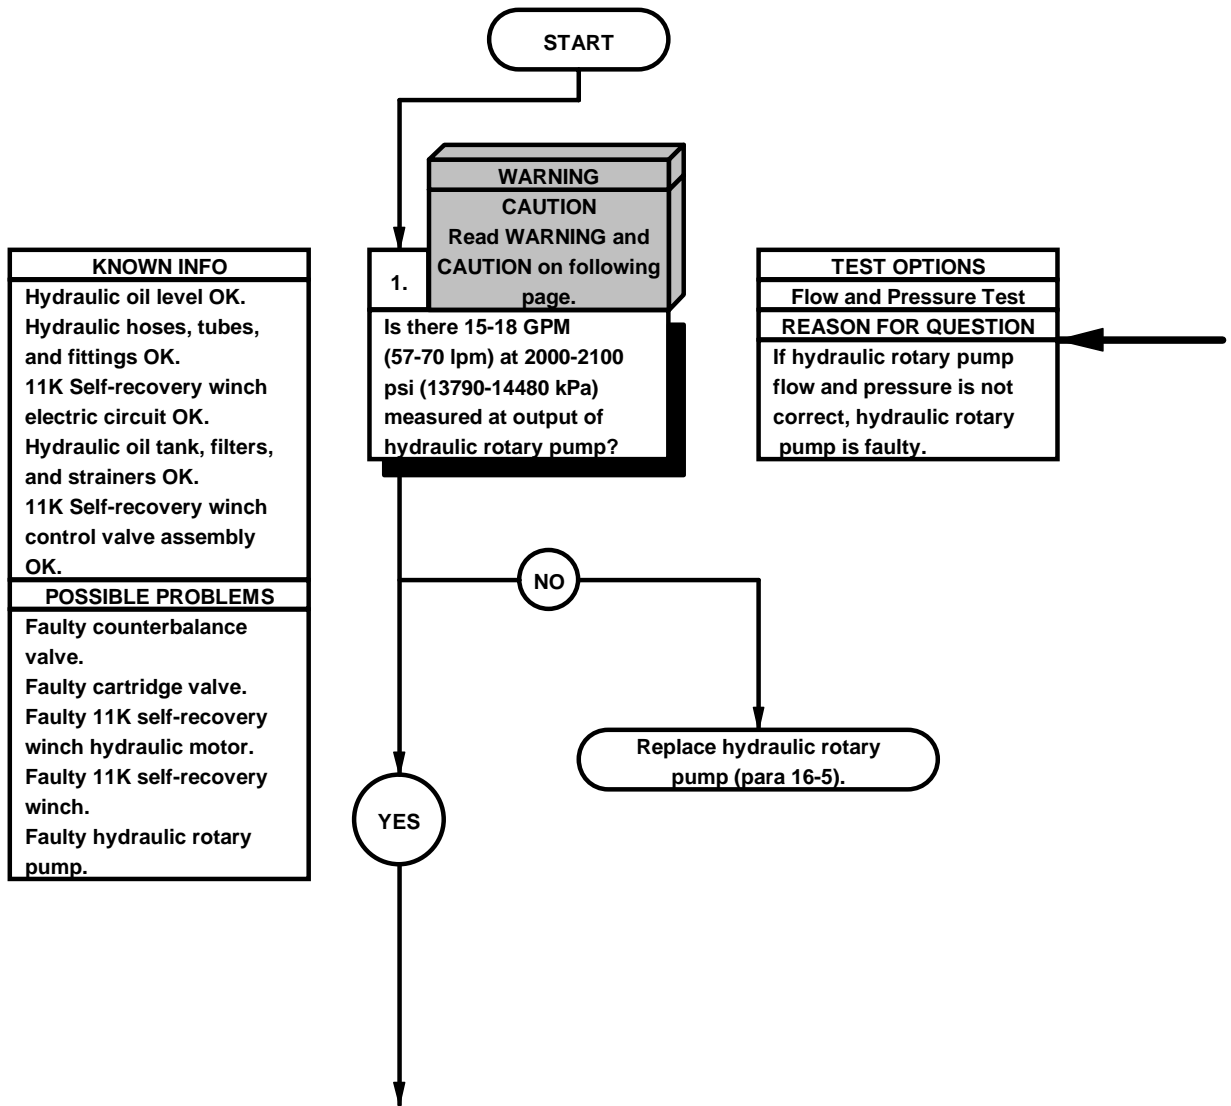 START
WARNING
CAUTION
Read WARNING and
CAUTION on following
page.
KNOWN INFO
Hydraulic oil level OK.
Hydraulic hoses, tubes,
and fittings OK.
11K Self-recovery winch
electric circuit OK.
Hydraulic oil tank, filters,
and strainers OK.
11K Self-recovery winch
control valve assembly
OK.
POSSIBLE PROBLEMS
Faulty counterbalance
valve.
Faulty cartridge valve.
Faulty 11K self-recovery
winch hydraulic motor.
Faulty 11K self-recovery
winch.
Faulty hydraulic rotary
pump.
1.
Is there 15-18 GPM
(57-70 lpm) at 2000-2100
psi (13790-14480 kPa)
measured at output of
hydraulic rotary pump?
TEST OPTIONS
Flow and Pressure Test
REASON FOR QUESTION
If hydraulic rotary pump
flow and pressure is not
correct, hydraulic rotary
pump is faulty.
NO
Replace hydraulic rotary
pump (para 16-5).
YES